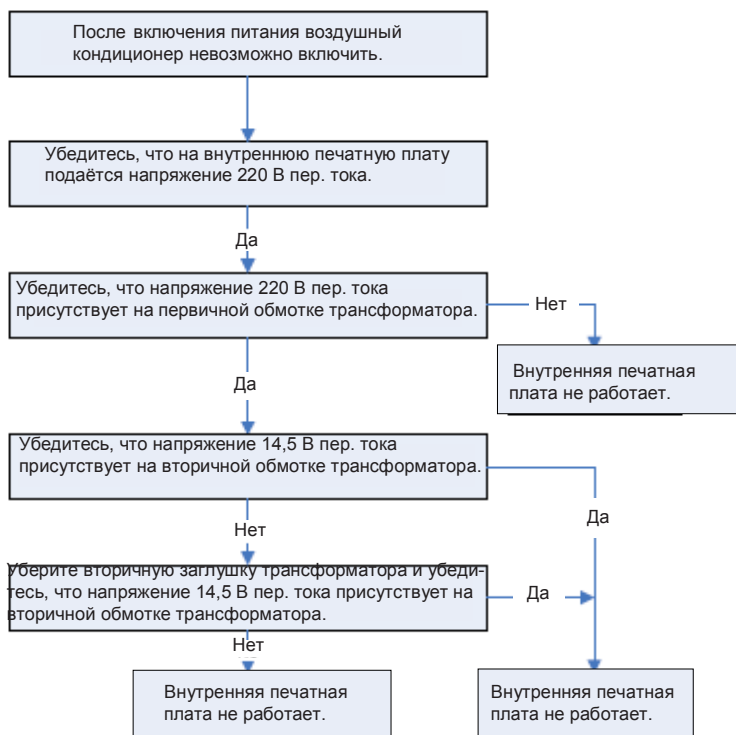 После включения питания воздушный
кондиционер невозможно включить.
Убедитесь, что на внутреннюю печатную плату
подаётся напряжение 220 В пер. тока.
Да
Убедитесь, что напряжение 220 В пер. тока
присутствует на первичной обмотке трансформатора.
Нет
Внутренняя печатная
плата не работает.
Да
Убедитесь, что напряжение 14,5 В пер. тока
присутствует на вторичной обмотке трансформатора.
Да
Нет
Уберите вторичную заглушку трансформатора и убеди-
тесь, что напряжение 14,5 В пер. тока присутствует на
вторичной обмотке трансформатора.
Да
Нет
Внутренняя печатная
плата не работает.
Внутренняя печатная
плата не работает.